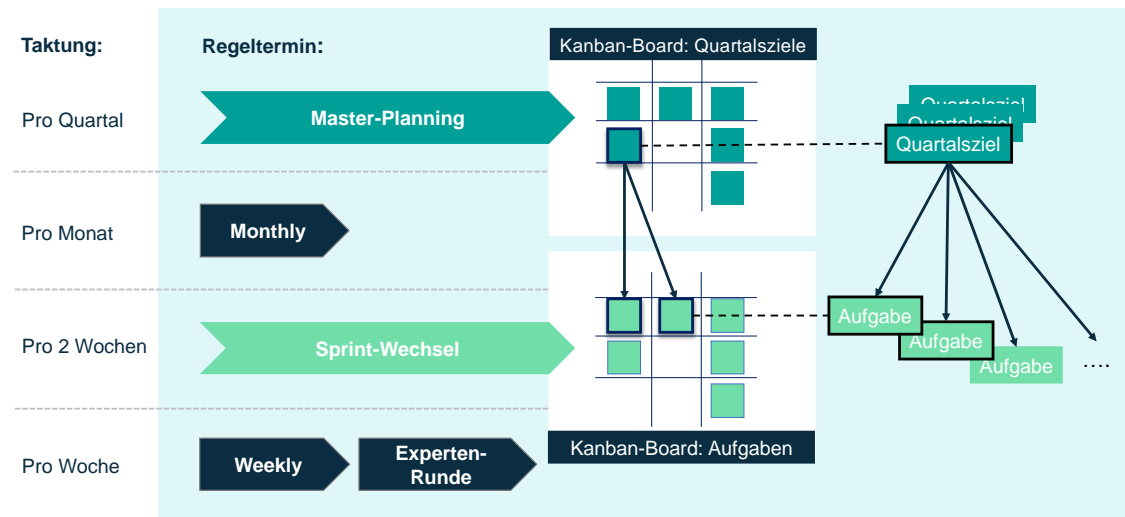 Taktung:
Regeltermin:
Kanban-Board: Quartalsziele
Pro Quartal
Master-Planning
Quartalsziel
Quartalsziel
Quartalsziel
Pro Monat
Monthly
Pro 2 Wochen
Sprint-Wechsel
Aufgabe
Aufgabe
Aufgabe
....
Pro Woche
Weekly
Experten-
Runde
Kanban-Board: Aufgaben